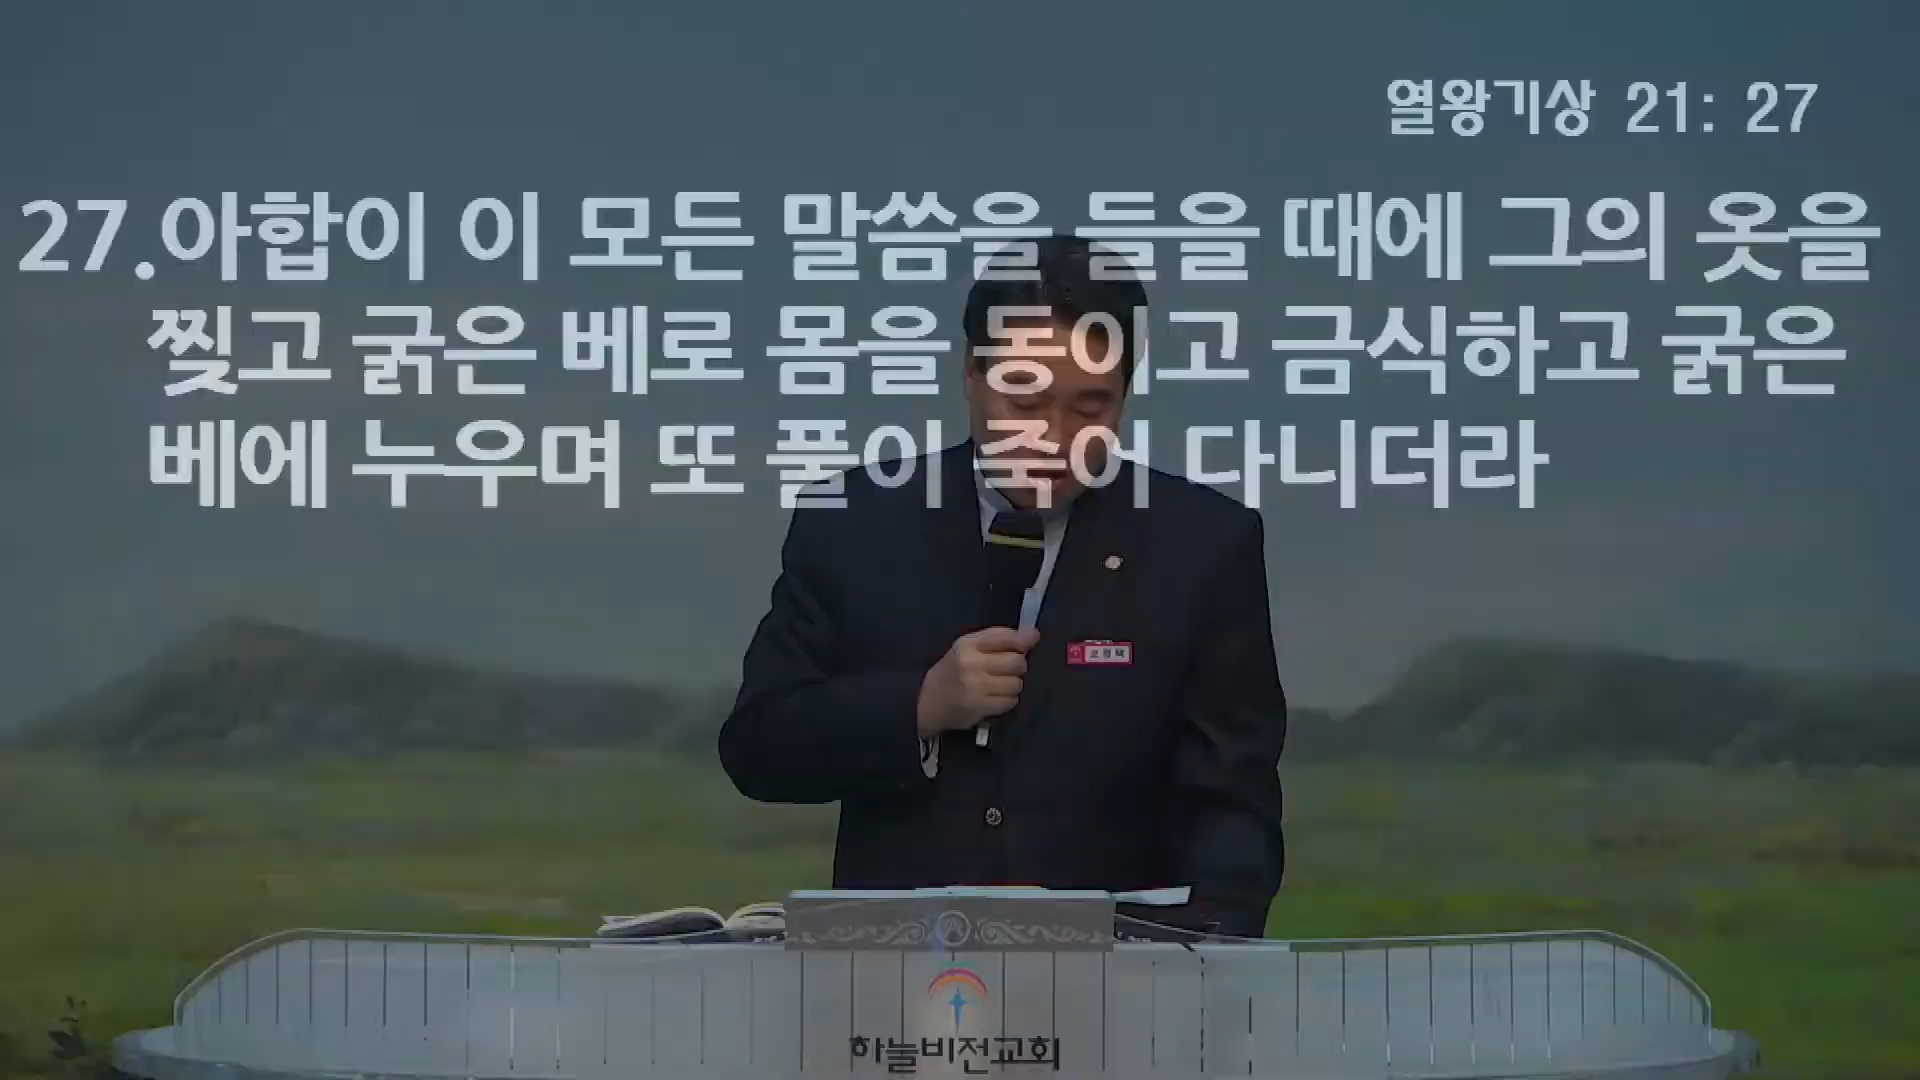 열왕기상 21: 27
27.아합이 이 모든 말씀을 들을 때에 그의 옷을
찢고 굵은 베로 몸을 동이고 금식하고 굵은
베에 누우며 또 풀이 죽어 다니더라
하늘비전교회